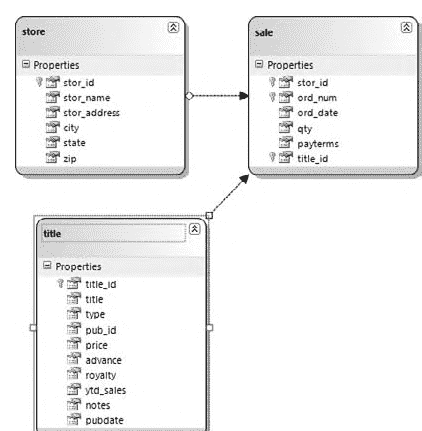 store
Properties
stor_id
stor_name
stor_address
city
state
zip
sale
Properties
stor_id
ord_num
ord_date
qty
payterms
title_id
title
Properties
title_id
title
type
pub_id
price
advance
royalty
ytd_sales
notes
pubdate